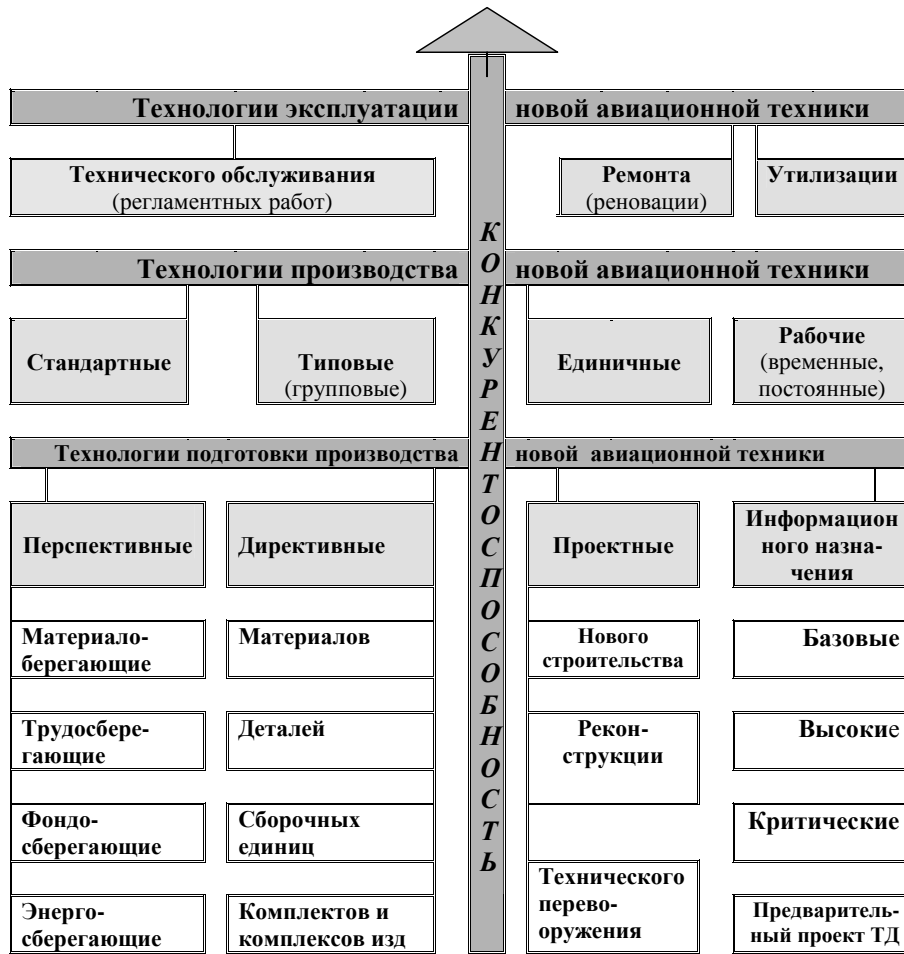 Технологии эксплуатации новой авиационной техники
Технического обслуживания
(регламентных работ)
Ремонта
(реновации)
Утилизации
КОНКУРЕНТОСПОСОБНОСТЬ
Технологии производства новой авиационной техники
Стандартные
Типовые
(групповые)
Единичные
Рабочие
(временные,
постоянные)
Технологии подготовки производства новой авиационной техники
Перспективные
Директивные
Проектные
Информацион
ного назна-
чения
Материало-
берегающие
Материалов
Нового
строительства
Базовые
Трудосбере-
гающие
Деталей
Рекон-
струкции
Высокие
Фондо-
сберегающие
Сборочных
единиц
Критические
Энерго-
сберегающие
Комплектов и
комплексов изд
Технического
перево-
оружения
Предваритель-
ный проект ТД